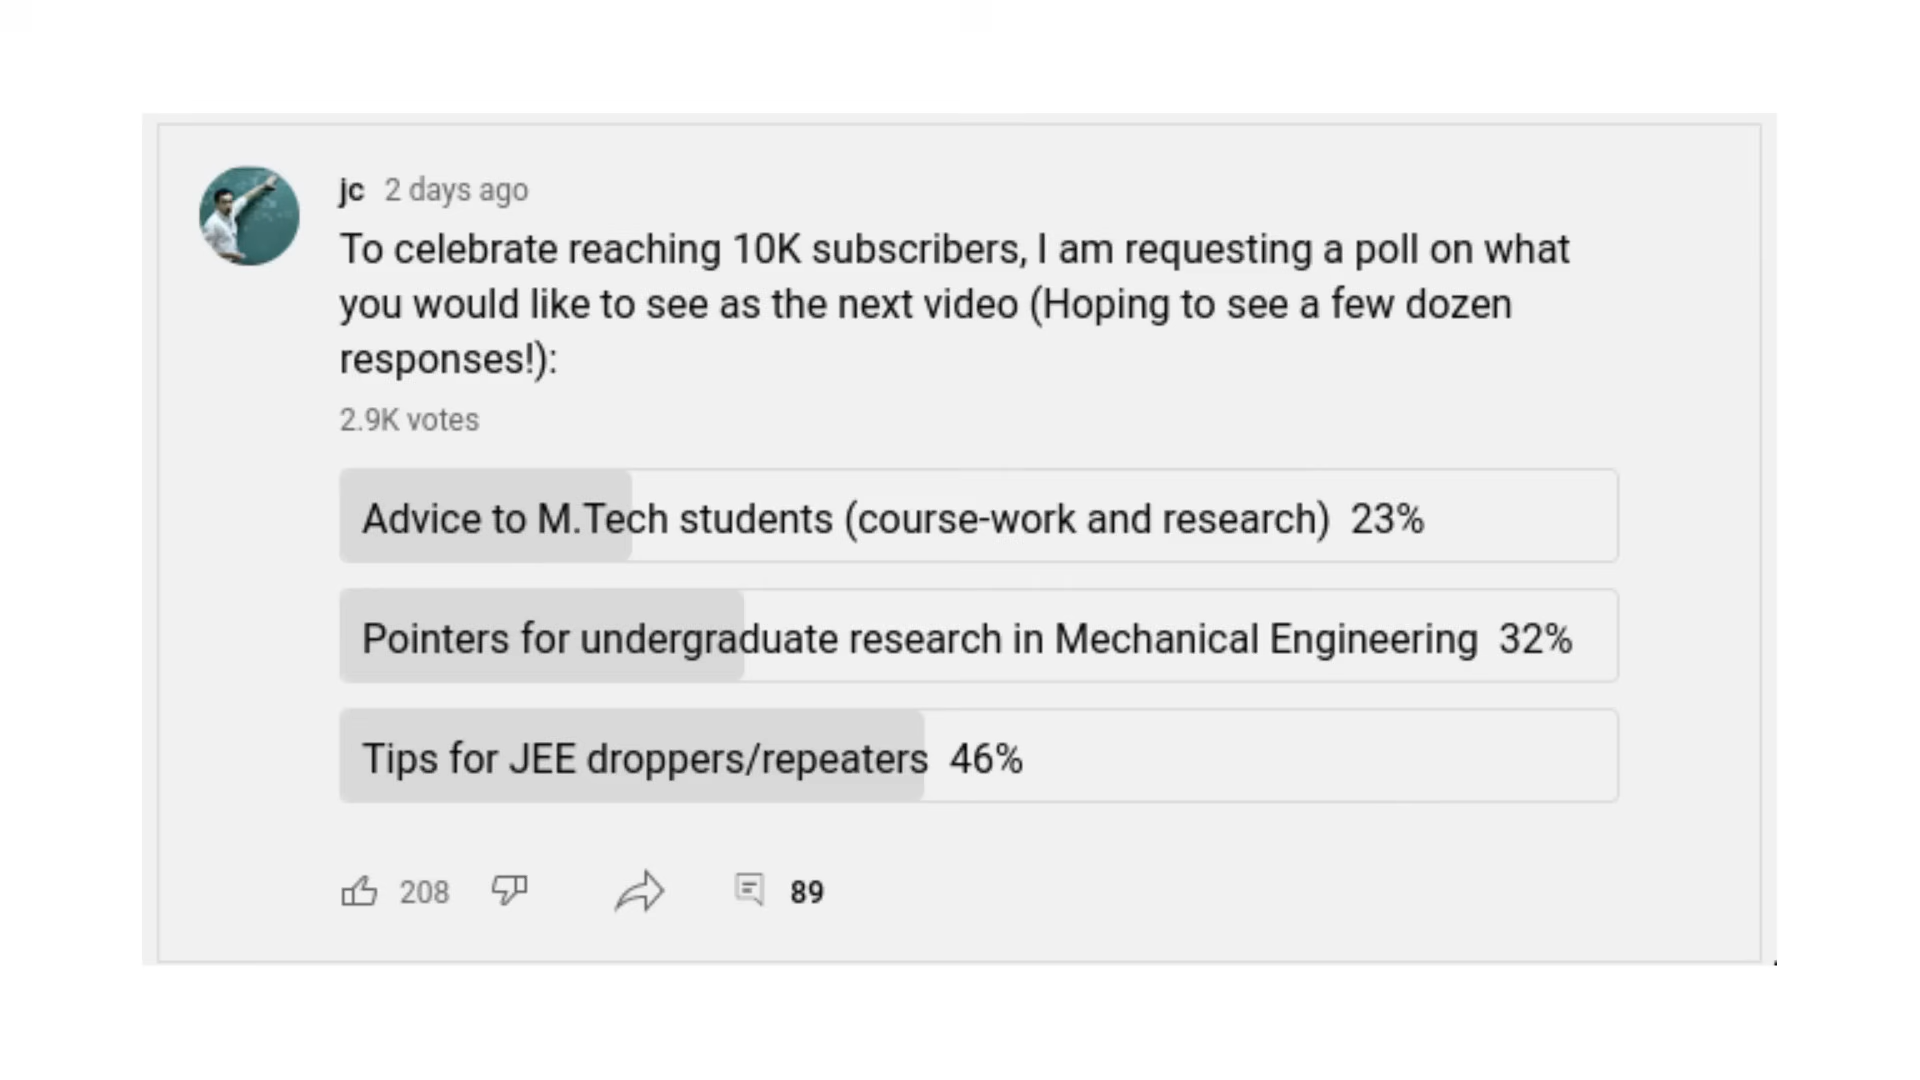 jc 2 days ago
To celebrate reaching 10K subscribers, I am requesting a poll on what
you would like to see as the next video (Hoping to see a few dozen
responses!):
2.9K votes
Advice to M.Tech students (course-work and research) 23%
Pointers for undergraduate research in Mechanical Engineering 32%
Tips for JEE droppers/repeaters 46%
208 89